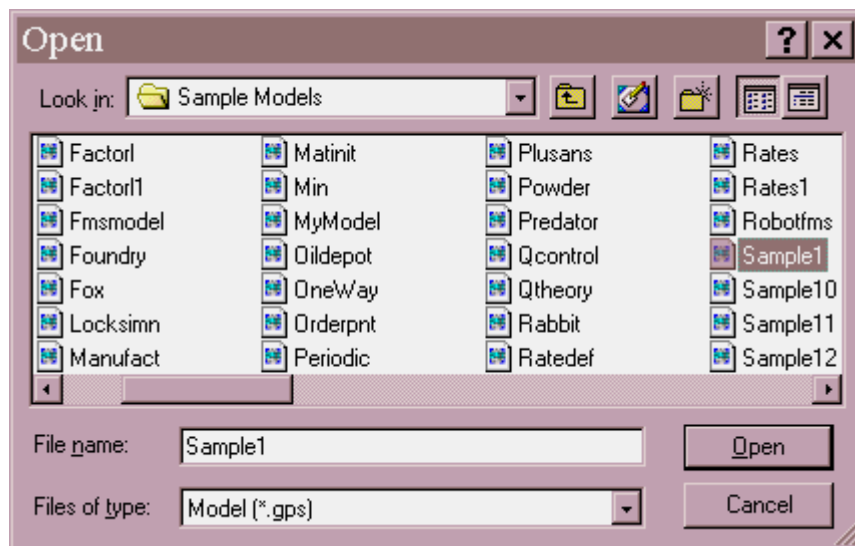 Open
Look in: Sample Models
Factorl Matinit Plusans Rates
Factorl1 Min Powder Rates1
Fmsmodel MyModel Predator Robotfms
Foundry Oildepot Qcontrol Sample1
Fox OneWay Qtheory Sample10
Locksimn Orderpnt Rabbit Sample11
Manufact Periodic Ratedef Sample12
File name: Sample1 Open
Files of type: Model (*.gps) Cancel